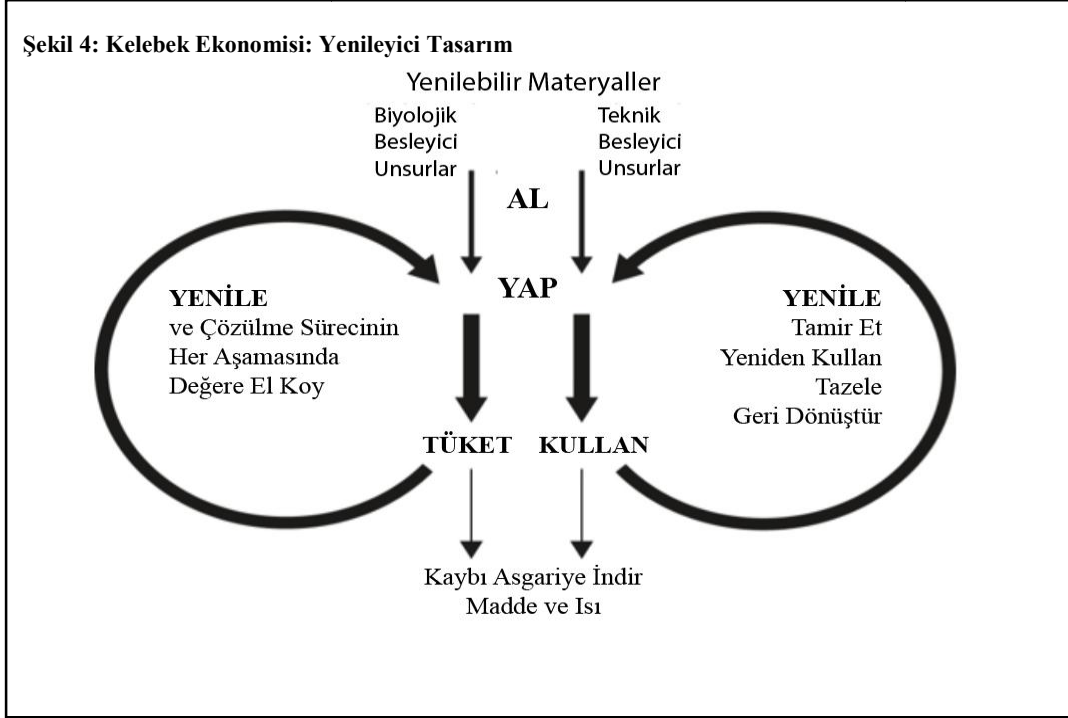 Şekil 4: Kelebek Ekonomisi: Yenileyici Tasarım
Yenilebilir Materyaller
Biyolojik
Besleyici
Unsurlar
Teknik
Besleyici
Unsurlar
AL
YAP
YENİLE
ve Çözülme Sürecinin
Her Aşamasında
Değere El Koy
YENİLE
Tamir Et
Yeniden Kullan
Tazele
Geri Dönüştür
TÜKET
KULLAN
Kaybı Asgariye İndir
Madde ve Isı